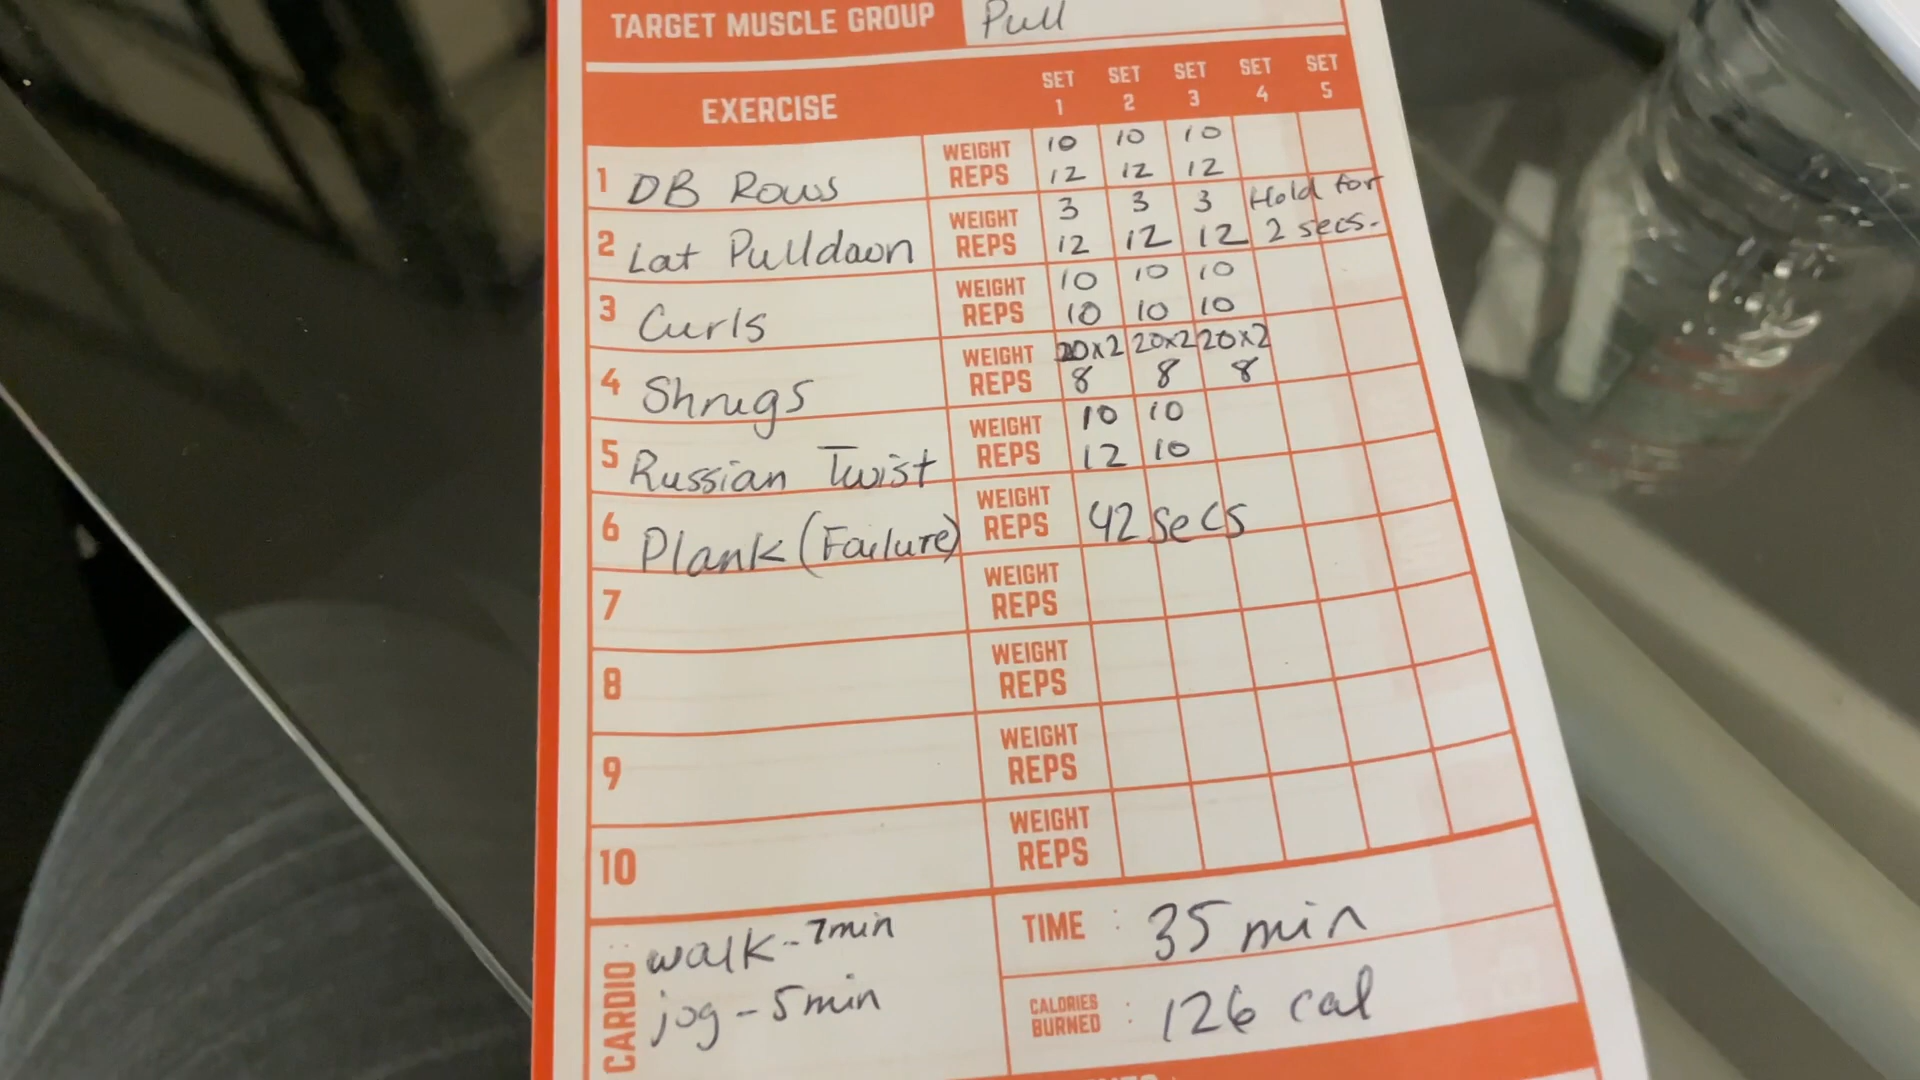 TARGET MUSCLE GROUP Pull
EXERCISE SET 1 SET 2 SET 3 SET 4 SET 5
1 DB Rows WEIGHT 10 10 10
REPS 12 12 12
2 Lat Pulldown WEIGHT 3 3 3 Hold for
REPS 12 12 12 2 secs.
3 Curls WEIGHT 10 10 10
REPS 10 10 10
4 Shrugs WEIGHT 20x2 20x2 20x2
REPS 8 8 8
5 Russian Twist WEIGHT 10 10
REPS 12 10
6 Plank (Failure) WEIGHT
REPS 42 secs
7 WEIGHT
REPS
8 WEIGHT
REPS
9 WEIGHT
REPS
10 WEIGHT
REPS
CARDIO : walk - 7min
jog - 5min
TIME : 35 min
CALORIES BURNED : 126 cal